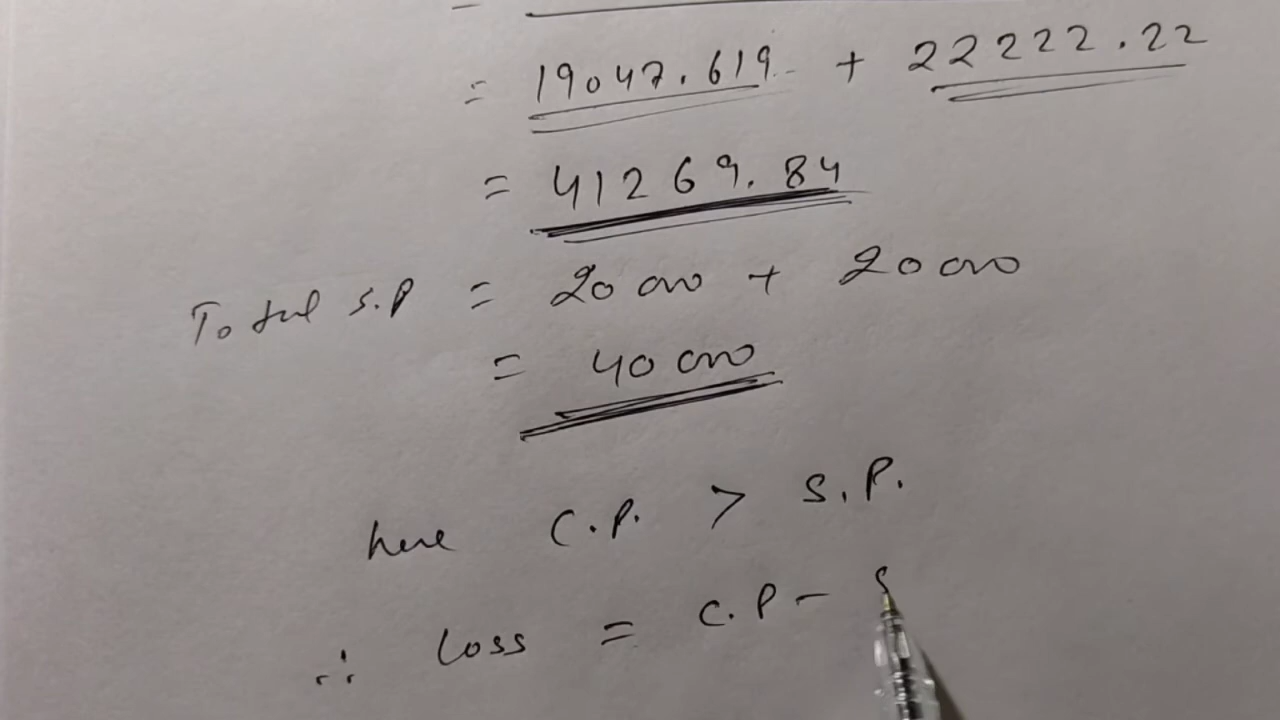 = 19047.619 + 22222.22
= 41269.84
Total S.P = 20000 + 20000
= 40000
here C.P. > S.P.
∴ loss = C.P - S